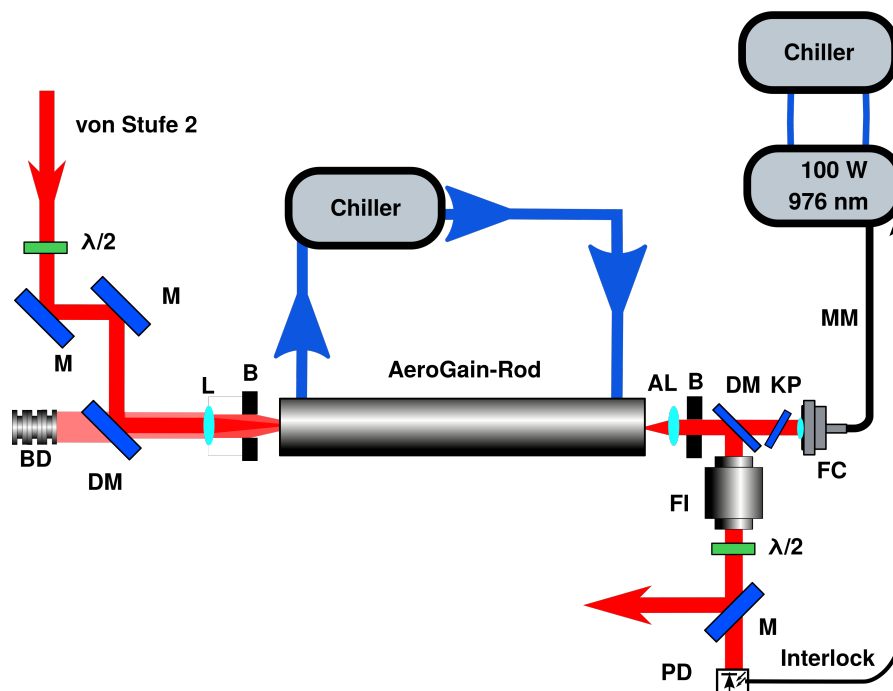 Chiller
von Stufe 2
100 W
976 nm
Chiller
λ/2
M
M
MM
AeroGain-Rod
L
B
AL
B
DM
KP
BD
DM
FC
FI
λ/2
M
PD
Interlock